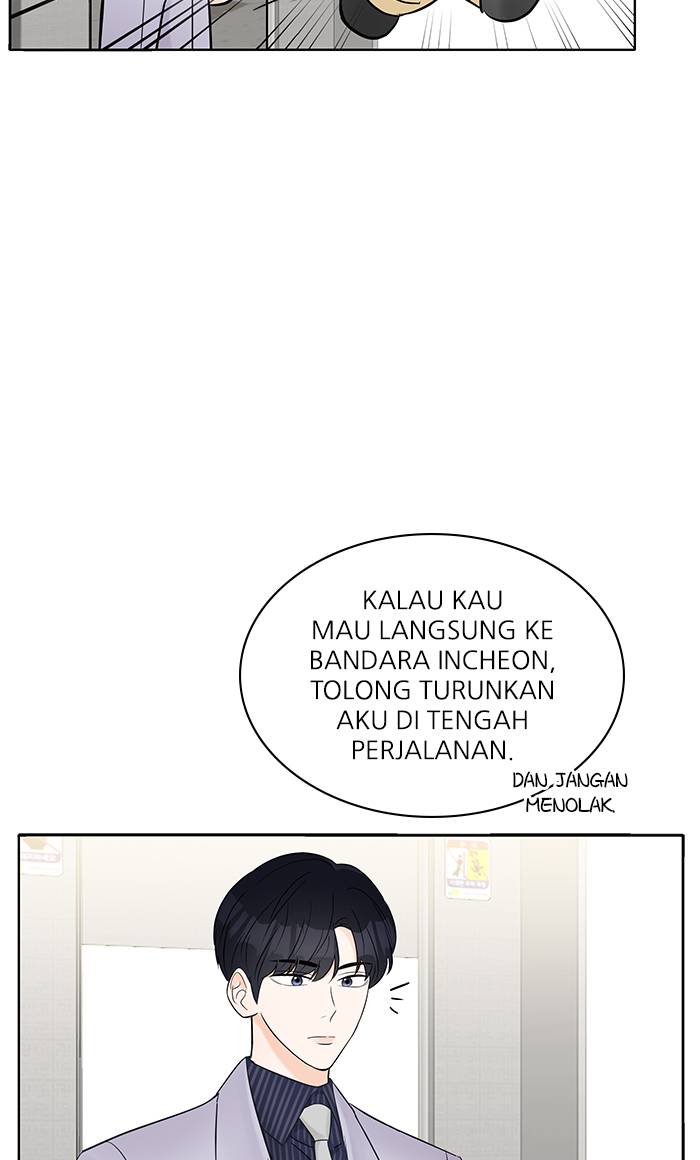 KALAU KAU
MAU LANGSUNG KE
BANDARA INCHEON,
TOLONG TURUNKAN
AKU DI TENGAH
PERJALANAN.
DAN JANGAN
MENOLAK.